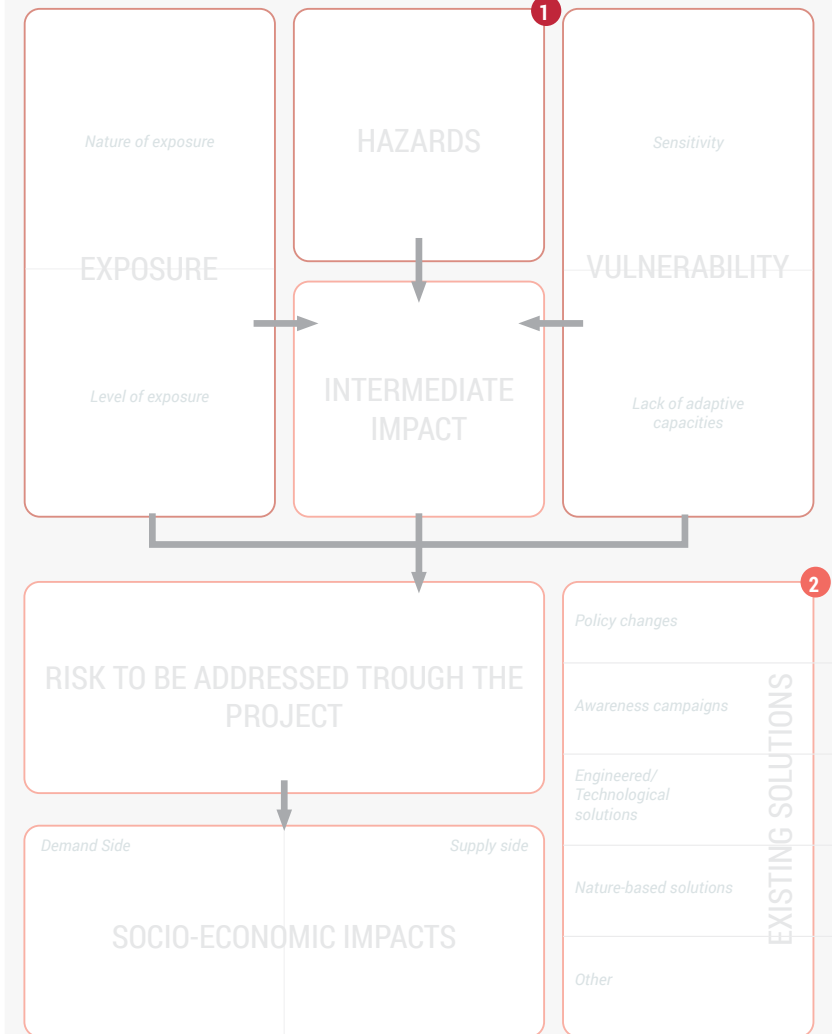 1
Nature of exposure
EXPOSURE
Level of exposure
HAZARDS
INTERMEDIATE
IMPACT
Sensitivity
VULNERABILITY
Lack of adaptive
capacities
RISK TO BE ADDRESSED TROUGH THE
PROJECT
Demand Side
Supply side
SOCIO-ECONOMIC IMPACTS
2
Policy changes
Awareness campaigns
Engineered/
Technological
solutions
Nature-based solutions
Other
EXISTING SOLUTIONS